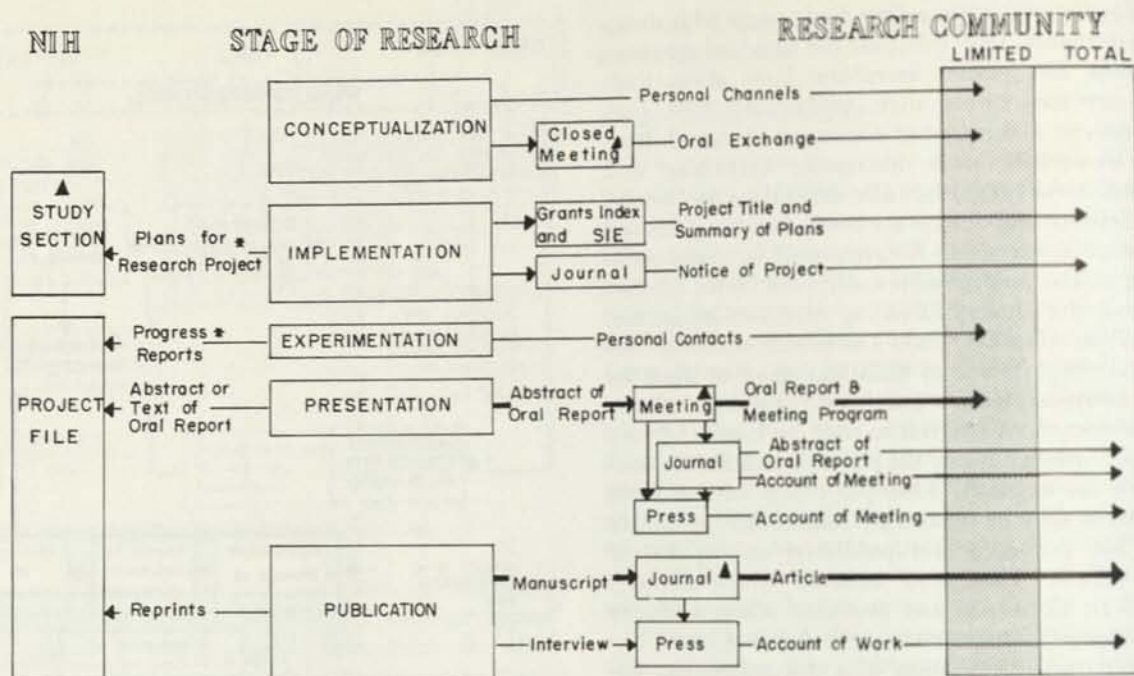 NIH STAGE OF RESEARCH RESEARCH COMMUNITY
LIMITED TOTAL
CONCEPTUALIZATION
Personal Channels
Closed
Meeting
Oral Exchange
STUDY
SECTION
Plans for *
Research Project
IMPLEMENTATION
Grants Index
and SIE
Project Title and
Summary of Plans
Journal
Notice of Project
PROJECT
FILE
Progress *
Reports
EXPERIMENTATION
Personal Contacts
Abstract or
Text of
Oral Report
PRESENTATION
Abstract of
Oral Report
Meeting
Oral Report &
Meeting Program
Journal
Abstract of
Oral Report
Account of Meeting
Press
Account of Meeting
Reprints
PUBLICATION
Manuscript
Journal
Article
Interview
Press
Account of Work